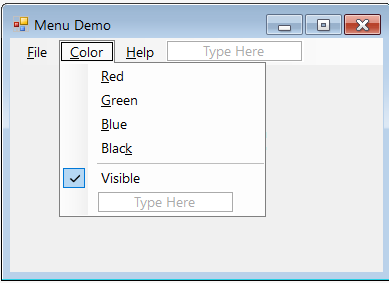 Menu Demo
File Color Help Type Here
Red
Green
Blue
Black
Visible
Type Here